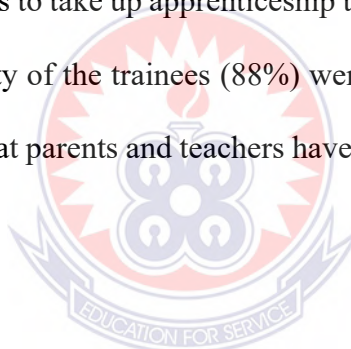 s to take up apprenticeship t
ty of the trainees (88%) wer
at parents and teachers have
EDUCATION FOR SERVICE